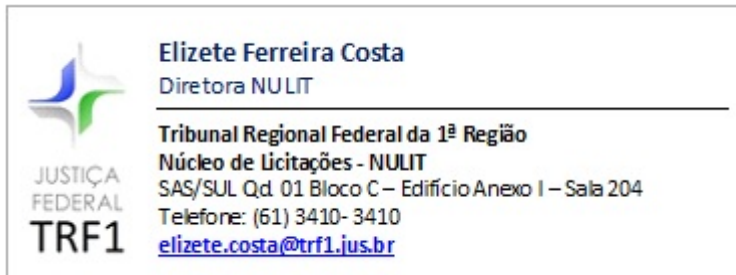 Elizete Ferreira Costa
Diretora NULIT
Tribunal Regional Federal da 1ª Região
Núcleo de Licitações - NULIT
SAS/SUL Qd. 01 Bloco C – Edifício Anexo I – Sala 204
Telefone: (61) 3410- 3410
elizete.costa@trf1.jus.br
JUSTIÇA
FEDERAL
TRF1